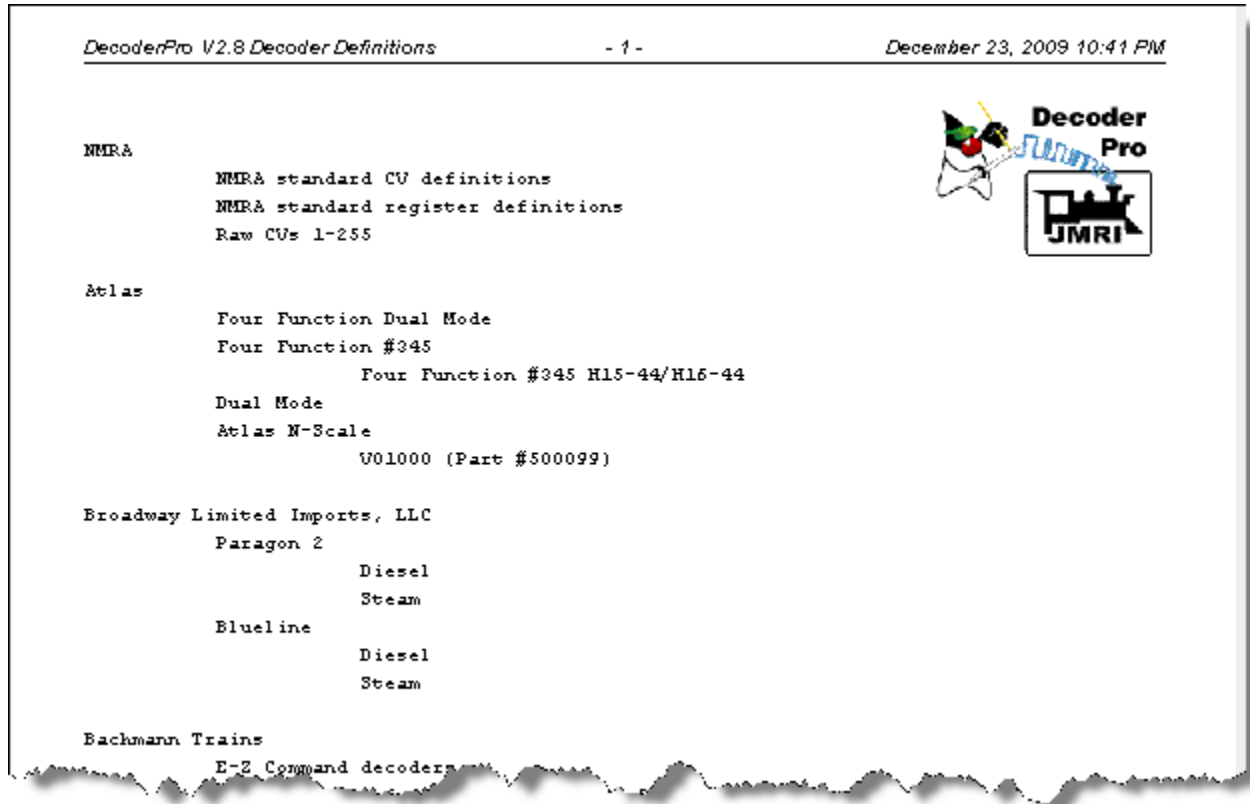 DecoderPro V2.8 Decoder Definitions - 1 - December 23, 2009 10:41 PM
Decoder
Pro
JMRI
NMRA
NMRA standard CV definitions
NMRA standard register definitions
Raw CVs 1-255
Atlas
Four Function Dual Mode
Four Function #345
Four Function #345 H15-44/H16-44
Dual Mode
Atlas N-Scale
VO1000 (Part #500099)
Broadway Limited Imports, LLC
Paragon 2
Diesel
Steam
Blueline
Diesel
Steam
Bachmann Trains
E-Z Command decoders